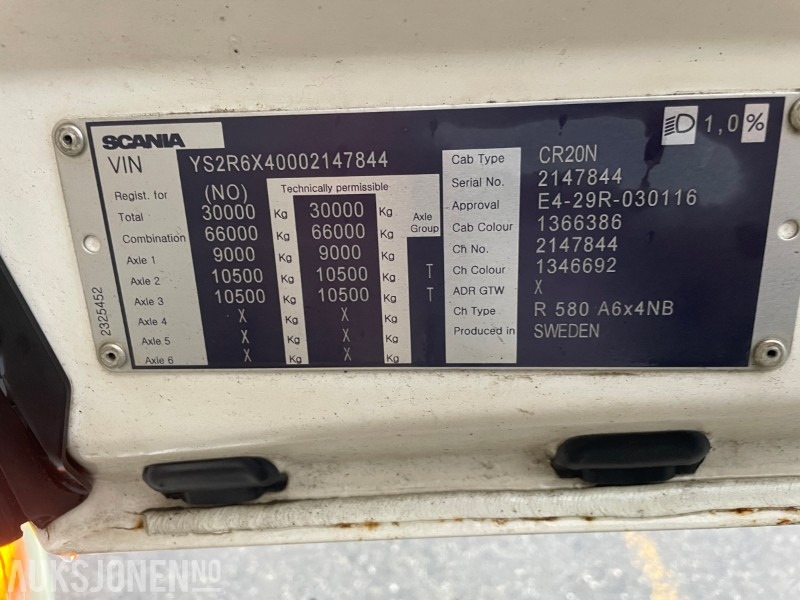 SCANIA 1,0 %
VIN YS2R6X40002147844
Regist. for (NO) Technically permissible
Total 30000 Kg 30000 Kg Axle Group
Combination 66000 Kg 66000 Kg
Axle 1 9000 Kg 9000 Kg
Axle 2 10500 Kg 10500 Kg T
Axle 3 10500 Kg 10500 Kg T
Axle 4 X Kg X Kg
Axle 5 X Kg X Kg
Axle 6 X Kg X Kg
Cab Type CR20N
Serial No. 2147844
Approval E4-29R-030116
Cab Colour 1366386
Ch No. 2147844
Ch Colour 1346692
ADR GTW X
Ch Type R 580 A6x4NB
Produced in SWEDEN
2325452
AUKSJONEN.NO